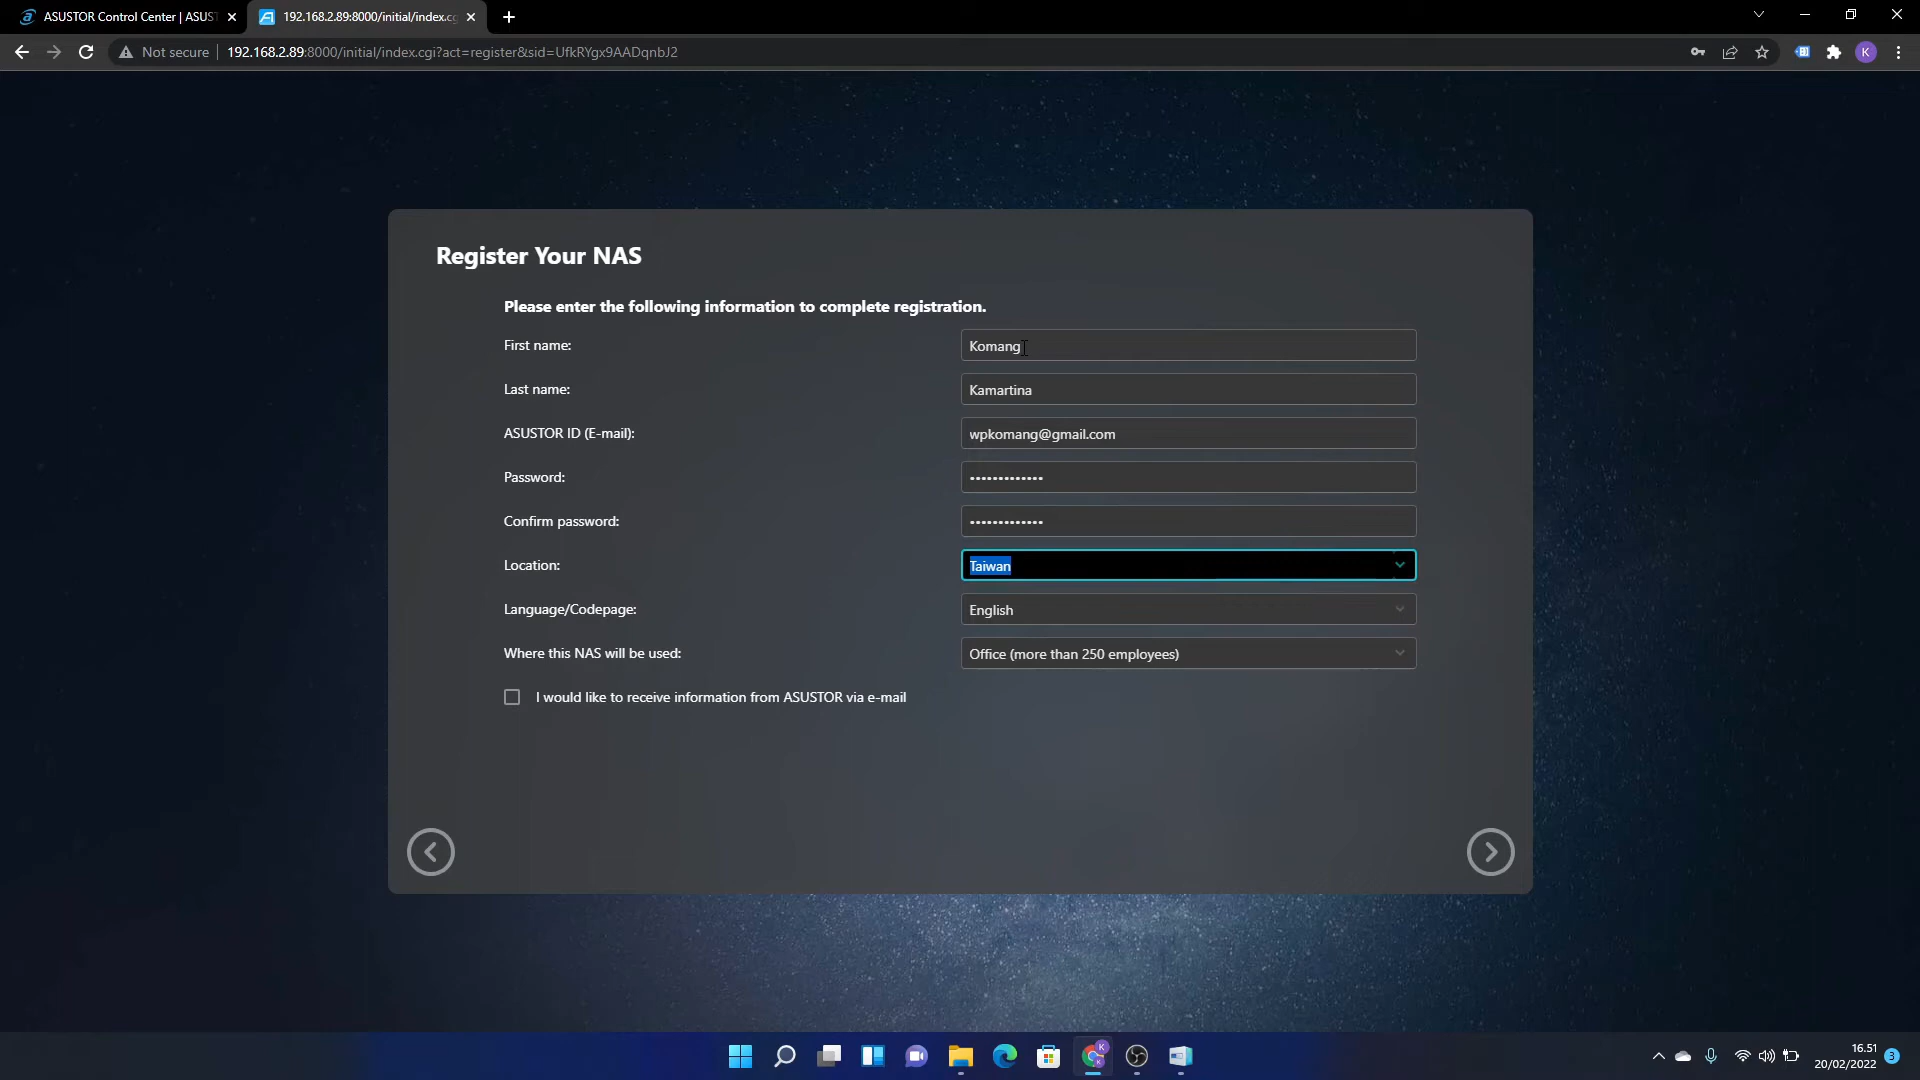 ASUSTOR Control Center | ASUST
192.168.2.89:8000/initial/index.cg
Not secure
192.168.2.89:8000/initial/index.cgi?act=register&sid=UfkRYgx9AADqnbJ2
K
Register Your NAS
Please enter the following information to complete registration.
First name: Komang
Last name: Kamartina
ASUSTOR ID (E-mail): wpkomang@gmail.com
Password: •••••••••••••
Confirm password: •••••••••••••
Location: Taiwan
Language/Codepage: English
Where this NAS will be used: Office (more than 250 employees)
I would like to receive information from ASUSTOR via e-mail
K
16.51
20/02/2022
3